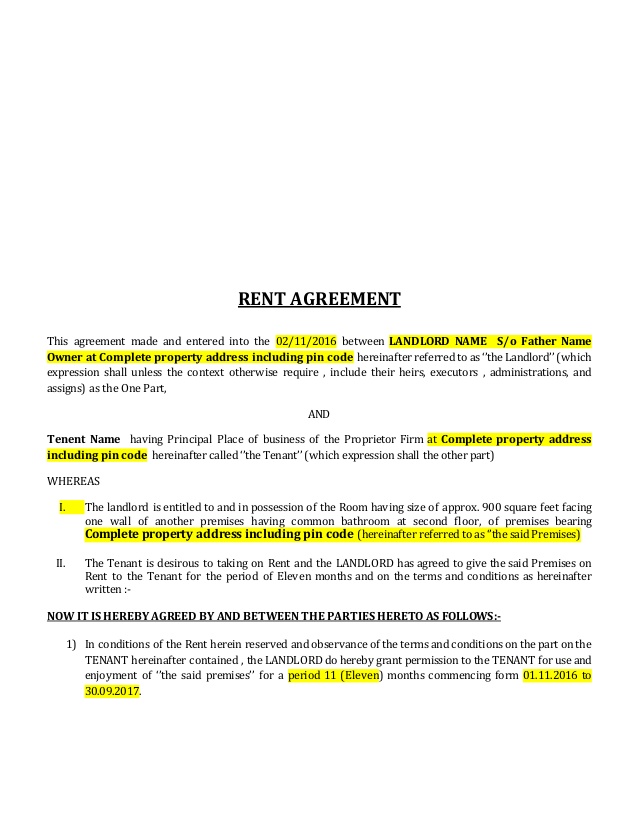 RENT AGREEMENT
This agreement made and entered into the 02/11/2016 between LANDLORD NAME S/o Father Name
Owner at Complete property address including pin code hereinafter referred to as ‘‘the Landlord’’ (which
expression shall unless the context otherwise require , include their heirs, executors , administrations, and
assigns) as the One Part,
AND
Tenent Name having Principal Place of business of the Proprietor Firm at Complete property address
including pin code hereinafter called ‘‘the Tenant’’ (which expression shall the other part)
WHEREAS
I. The landlord is entitled to and in possession of the Room having size of approx. 900 square feet facing
one wall of another premises having common bathroom at second floor, of premises bearing
Complete property address including pin code (hereinafter referred to as “the said Premises)
II. The Tenant is desirous to taking on Rent and the LANDLORD has agreed to give the said Premises on
Rent to the Tenant for the period of Eleven months and on the terms and conditions as hereinafter
written :-
NOW IT IS HEREBY AGREED BY AND BETWEEN THE PARTIES HERETO AS FOLLOWS:-
1) In conditions of the Rent herein reserved and observance of the terms and conditions on the part on the
TENANT hereinafter contained , the LANDLORD do hereby grant permission to the TENANT for use and
enjoyment of ‘‘the said premises’’ for a period 11 (Eleven) months commencing form 01.11.2016 to
30.09.2017.